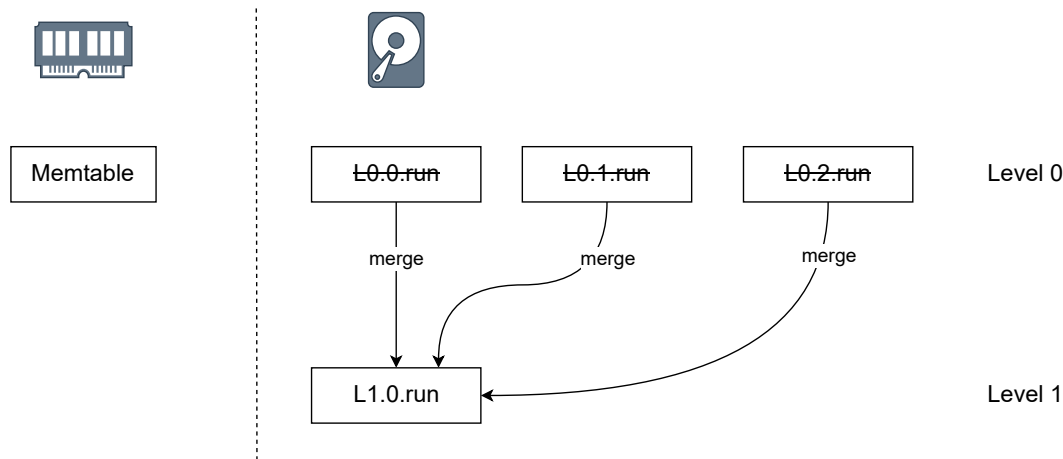 Memtable
L0.0.run
L0.1.run
L0.2.run
Level 0
merge
merge
merge
L1.0.run
Level 1